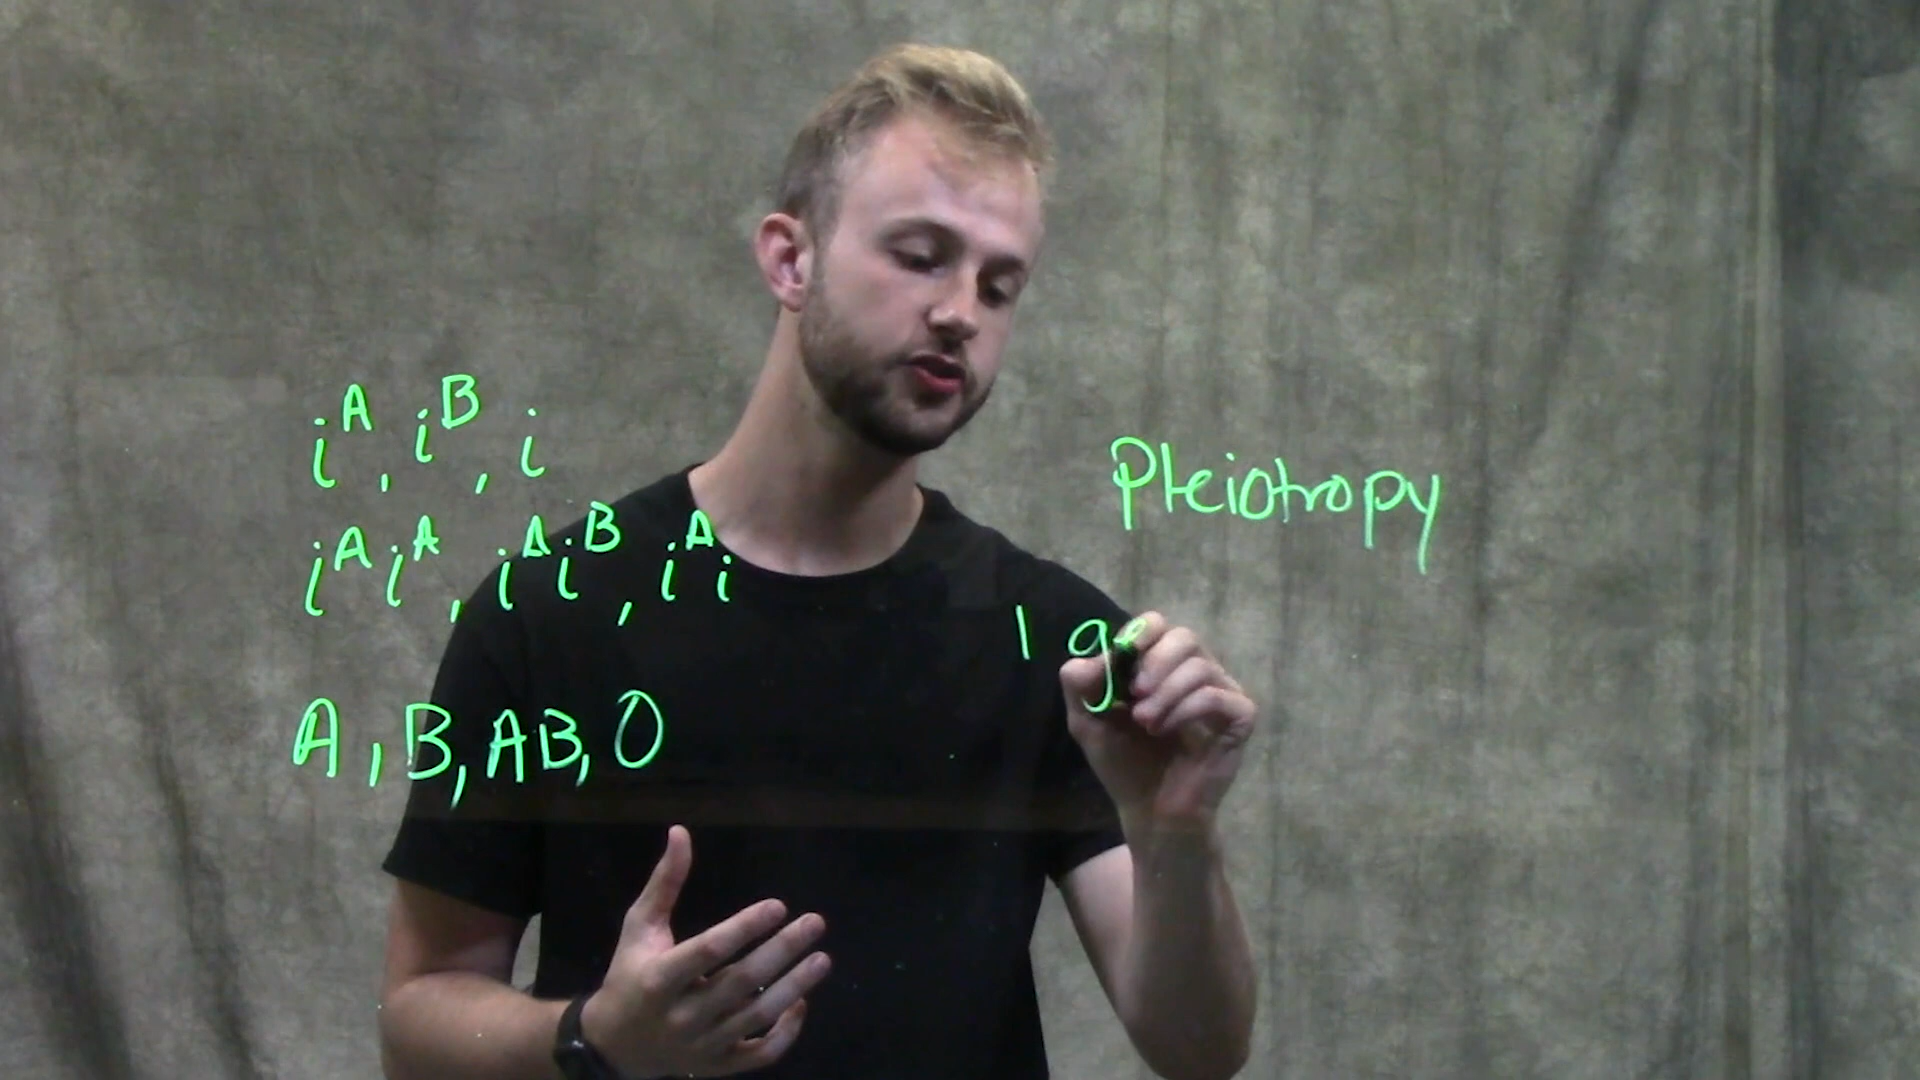 i^A, i^B, i
i^A i^A, i^A i^B, i^A i
A, B, AB, O
Pleiotropy
1 ge